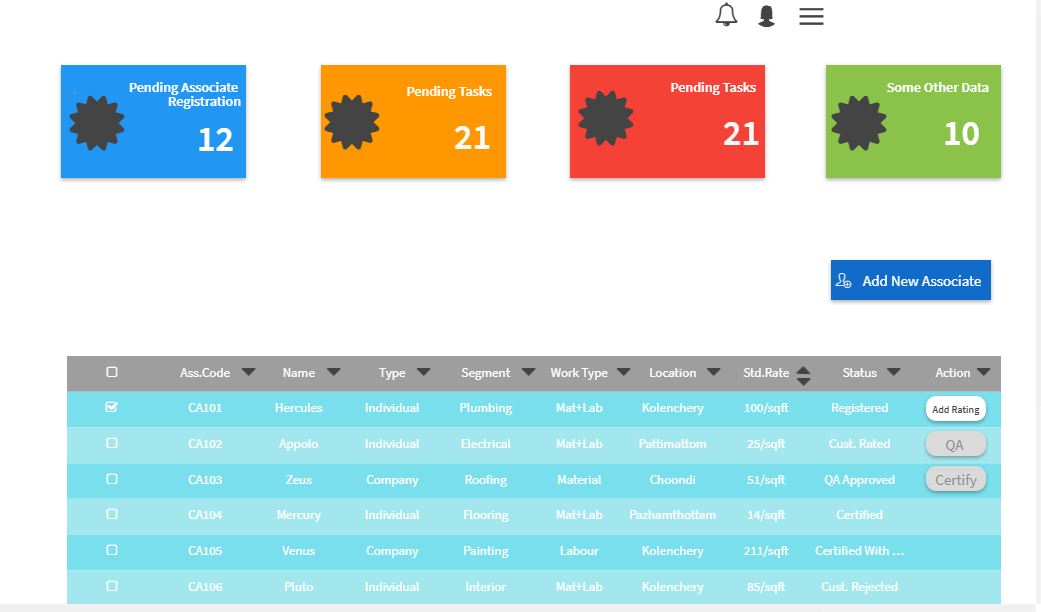 Pending Associate
Registration
12
Pending Tasks
21
Pending Tasks
21
Some Other Data
10
Add New Associate
Ass.Code Name Type Segment Work Type Location Std.Rate Status Action
CA101 Hercules Individual Plumbing Mat+Lab Kolenchery 100/sqft Registered Add Rating
CA102 Appolo Individual Electrical Mat+Lab Pattimattom 25/sqft Cust. Rated QA
CA103 Zeus Company Roofing Material Choondi 51/sqft QA Approved Certify
CA104 Mercury Individual Flooring Mat+Lab Pazhamthottam 14/sqft Certified
CA105 Venus Company Painting Labour Kolenchery 211/sqft Certified With ...
CA106 Pluto Individual Interior Mat+Lab Kolenchery 85/sqft Cust. Rejected